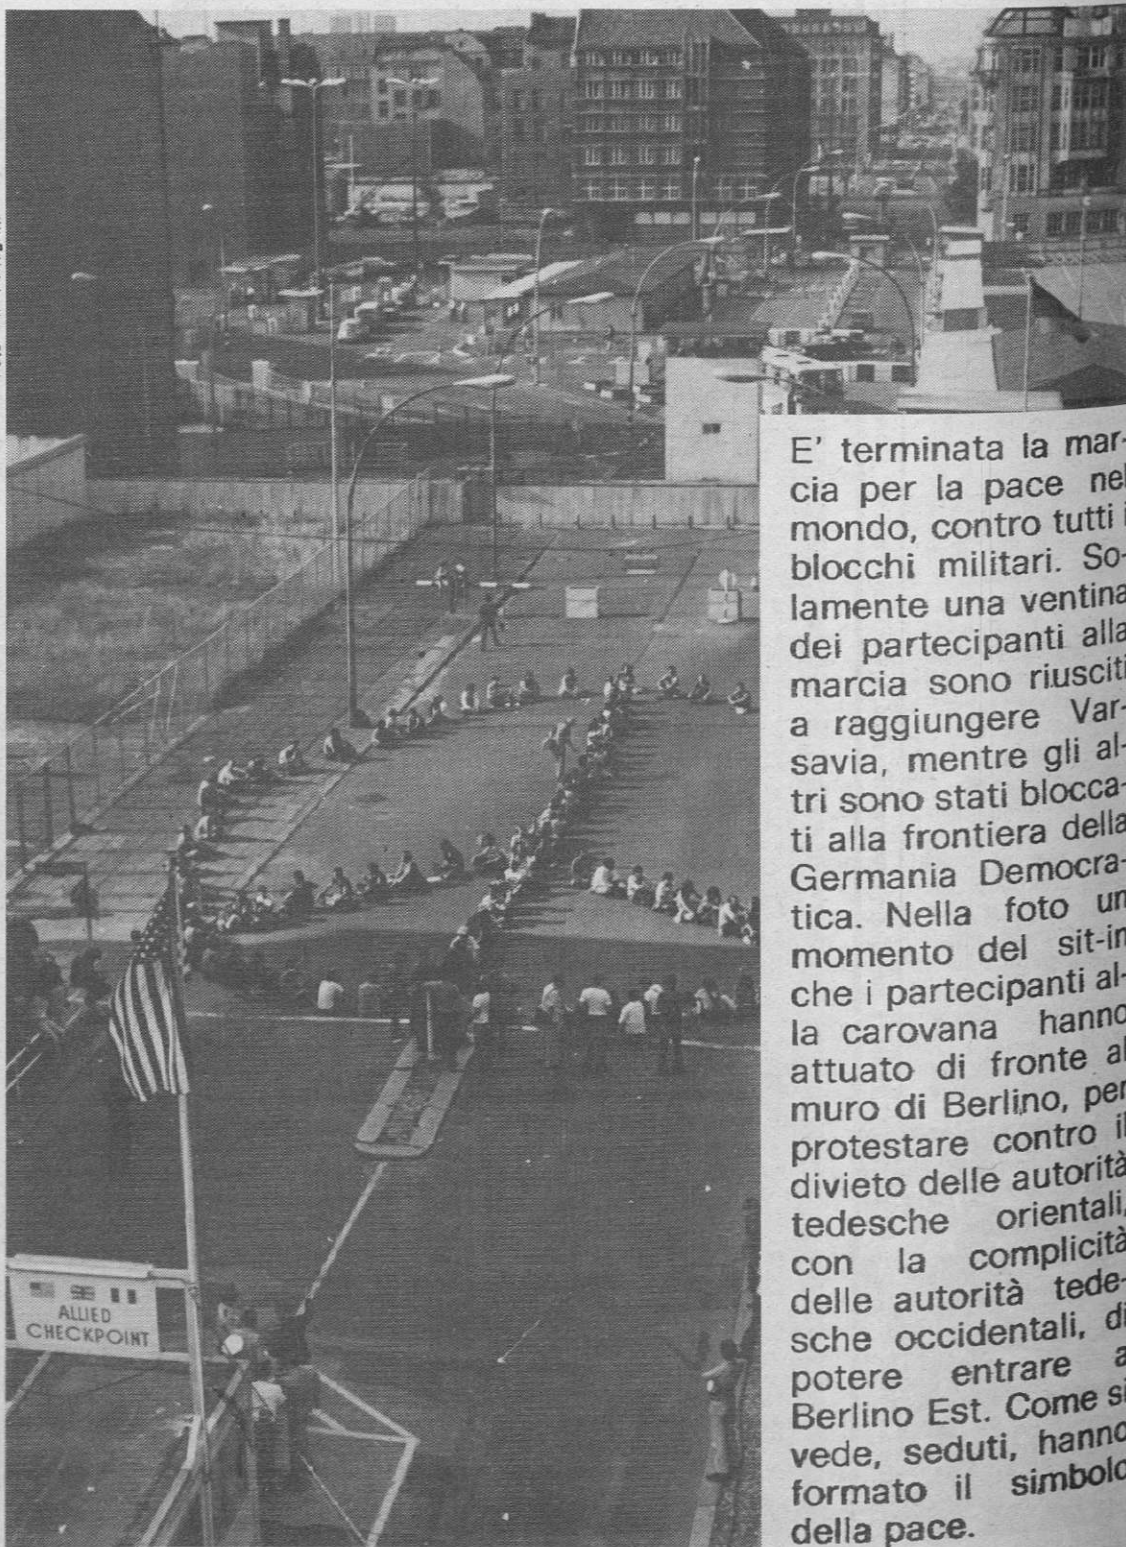 E' terminata la mar-
cia per la pace nel
mondo, contro tutti i
blocchi militari. So-
lamente una ventina
dei partecipanti alla
marcia sono riusciti
a raggiungere Var-
savia, mentre gli al-
tri sono stati blocca-
ti alla frontiera della
Germania Democra-
tica. Nella foto un
momento del sit-in
che i partecipanti al-
la carovana hanno
attuato di fronte al
muro di Berlino, per
protestare contro il
divieto delle autorità
tedesche orientali,
con la complicità
delle autorità tede-
sche occidentali, di
potere entrare a
Berlino Est. Come si
vede, seduti, hanno
formato il simbolo
della pace.
ALLIED
CHECKPOINT